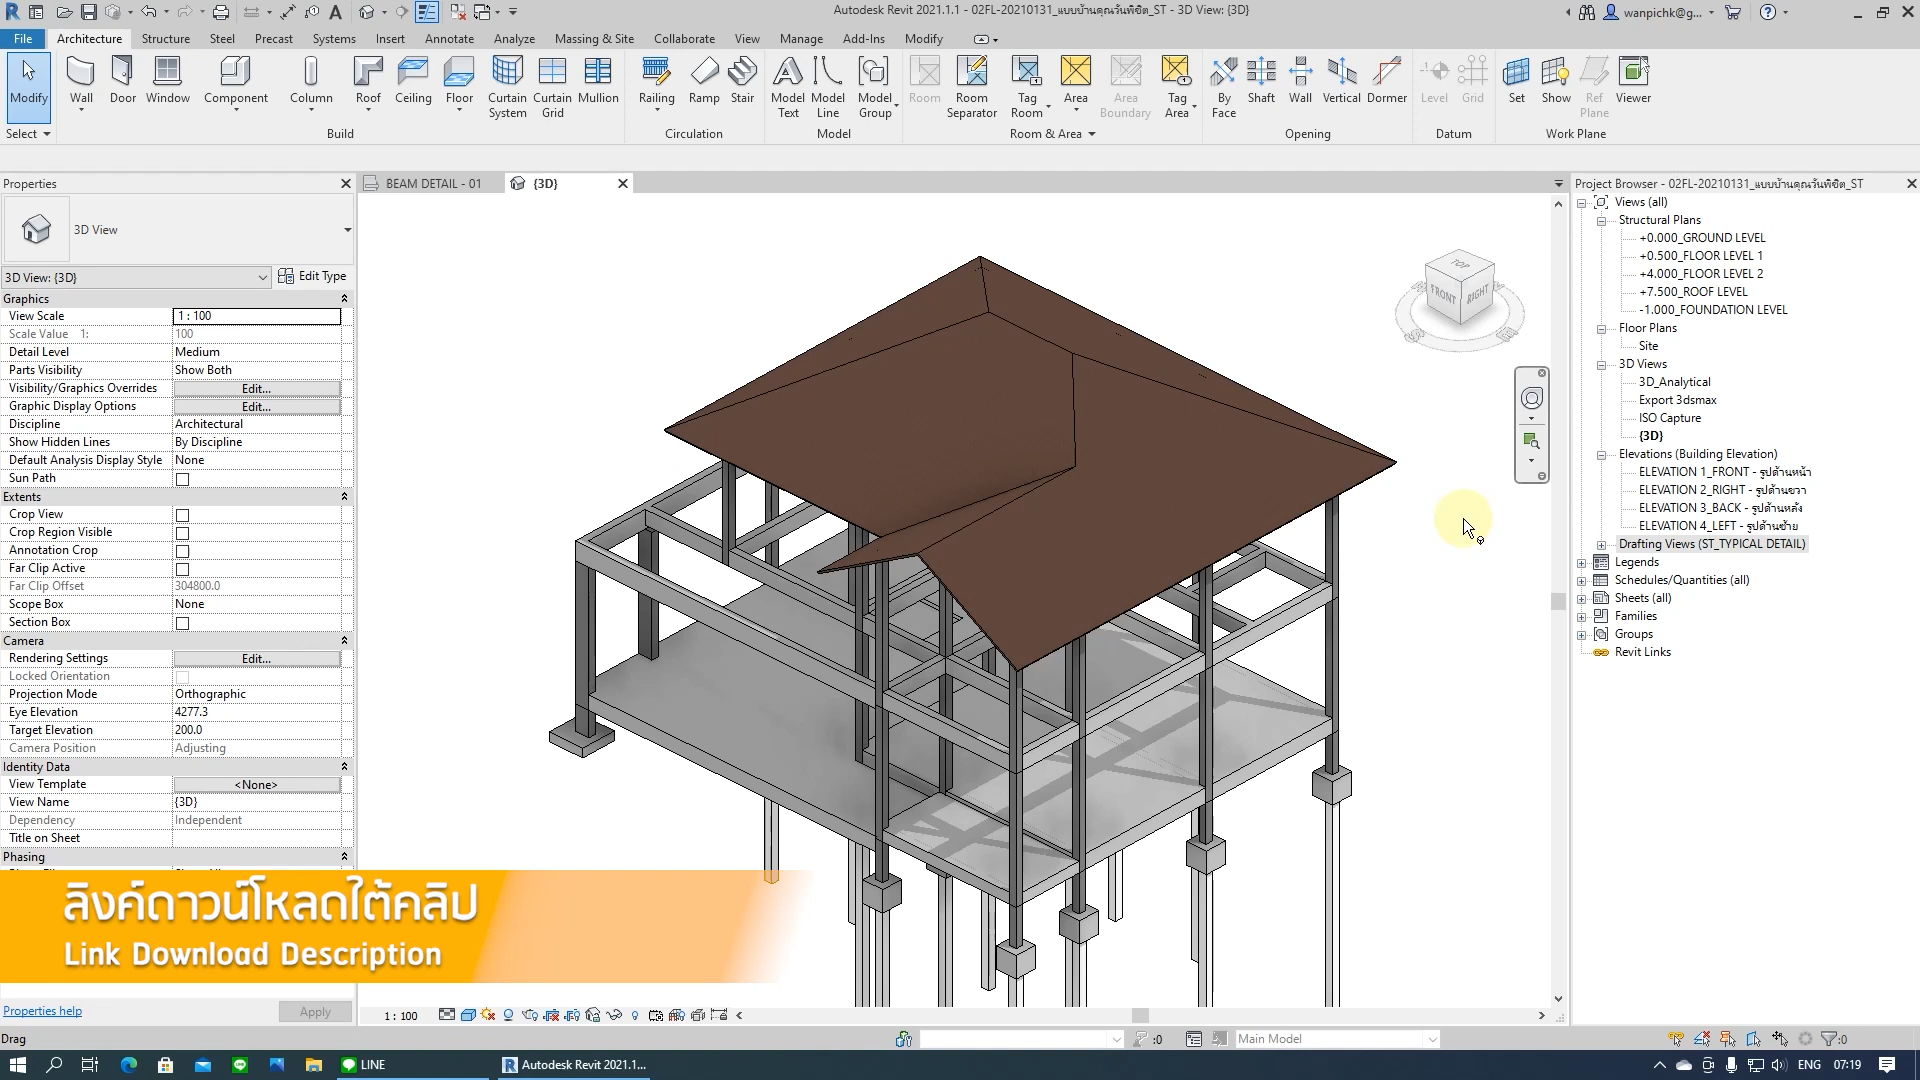 Autodesk Revit 2021.1.1 - 02FL-20210131_แบบบ้านคุณวันพิชิต_ST - 3D View: {3D}
wanpichk@g...
File
Architecture
Structure
Steel
Precast
Systems
Insert
Annotate
Analyze
Massing & Site
Collaborate
View
Manage
Add-Ins
Modify
Modify
Wall
Door
Window
Component
Column
Roof
Ceiling
Floor
Curtain System
Curtain Grid
Mullion
Railing
Ramp
Stair
Model Text
Model Line
Model Group
Room
Room Separator
Tag Room
Area
Area Boundary
Tag Area
By Face
Shaft
Wall
Vertical
Dormer
Level
Grid
Set
Show
Ref Plane
Viewer
Select
Build
Circulation
Model
Room & Area
Opening
Datum
Work Plane
Properties
3D View
3D View: {3D}
Edit Type
Graphics
View Scale 1 : 100
Scale Value 1: 100
Detail Level Medium
Parts Visibility Show Both
Visibility/Graphics Overrides Edit...
Graphic Display Options Edit...
Discipline Architectural
Show Hidden Lines By Discipline
Default Analysis Display Style None
Sun Path
Extents
Crop View
Crop Region Visible
Annotation Crop
Far Clip Active
Far Clip Offset 304800.0
Scope Box None
Section Box
Camera
Rendering Settings Edit...
Locked Orientation
Projection Mode Orthographic
Eye Elevation 4277.3
Target Elevation 200.0
Camera Position Adjusting
Identity Data
View Template <None>
View Name {3D}
Dependency Independent
Title on Sheet
Phasing
ลิงค์ดาวน์โหลดใต้คลิป
Link Download Description
Properties help
Apply
BEAM DETAIL - 01
{3D}
TOP
FRONT
RIGHT
1 : 100
Project Browser - 02FL-20210131_แบบบ้านคุณวันพิชิต_ST
Views (all)
Structural Plans
+0.000_GROUND LEVEL
+0.500_FLOOR LEVEL 1
+4.000_FLOOR LEVEL 2
+7.500_ROOF LEVEL
-1.000_FOUNDATION LEVEL
Floor Plans
Site
3D Views
3D_Analytical
Export 3dsmax
ISO Capture
{3D}
Elevations (Building Elevation)
ELEVATION 1_FRONT - รูปด้านหน้า
ELEVATION 2_RIGHT - รูปด้านขวา
ELEVATION 3_BACK - รูปด้านหลัง
ELEVATION 4_LEFT - รูปด้านซ้าย
Drafting Views (ST_TYPICAL DETAIL)
Legends
Schedules/Quantities (all)
Sheets (all)
Families
Groups
Revit Links
Drag
:0
Main Model
:0
LINE
Autodesk Revit 2021.1...
ENG
07:19